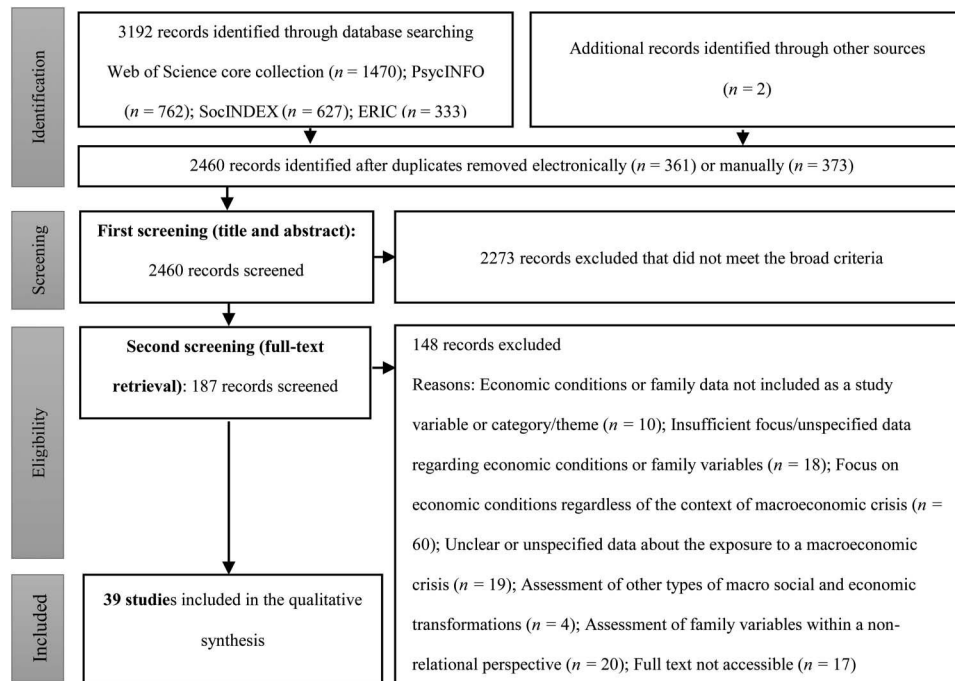 Identification
3192 records identified through database searching
Web of Science core collection (n = 1470); PsycINFO
(n = 762); SocINDEX (n = 627); ERIC (n = 333)
Additional records identified through other sources
(n = 2)
2460 records identified after duplicates removed electronically (n = 361) or manually (n = 373)
Screening
First screening (title and abstract):
2460 records screened
2273 records excluded that did not meet the broad criteria
Eligibility
Second screening (full-text
retrieval): 187 records screened
148 records excluded
Reasons: Economic conditions or family data not included as a study
variable or category/theme (n = 10); Insufficient focus/unspecified data
regarding economic conditions or family variables (n = 18); Focus on
economic conditions regardless of the context of macroeconomic crisis (n =
60); Unclear or unspecified data about the exposure to a macroeconomic
crisis (n = 19); Assessment of other types of macro social and economic
transformations (n = 4); Assessment of family variables within a non-
relational perspective (n = 20); Full text not accessible (n = 17)
Included
39 studies included in the qualitative
synthesis